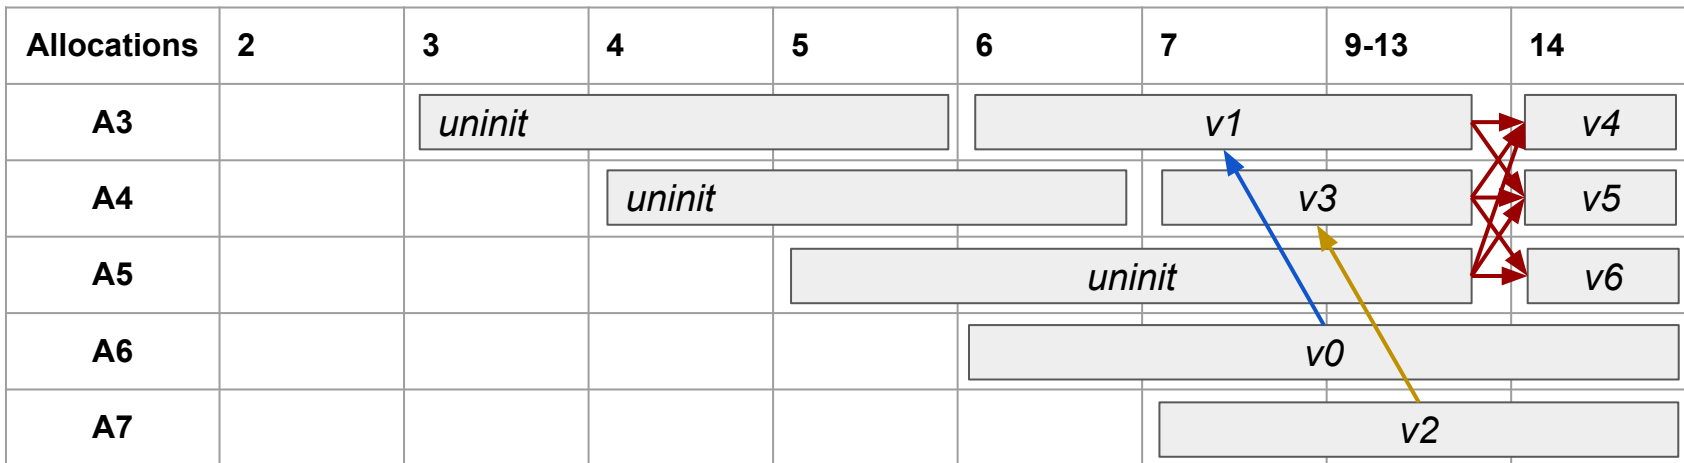 Allocations 2 3 4 5 6 7 9-13 14
A3 uninit v1 v4
A4 uninit v3 v5
A5 uninit v6
A6 v0
A7 v2